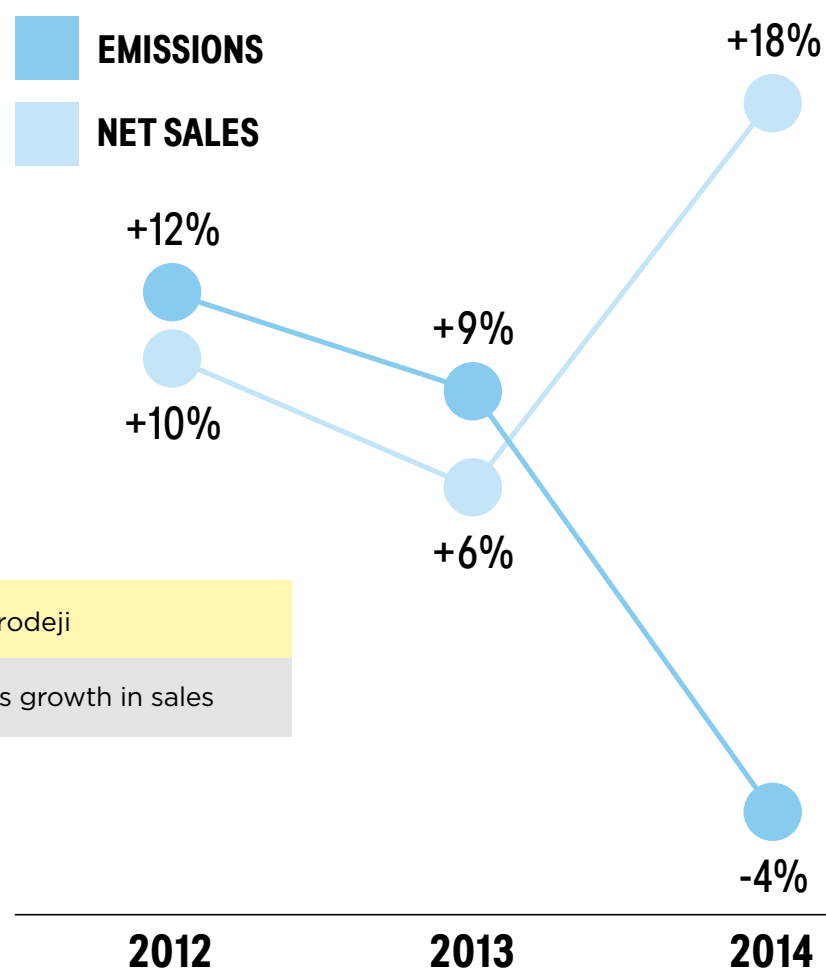 EMISSIONS
NET SALES
+18%
+12%
+9%
+10%
+6%
rodeji
s growth in sales
-4%
2012 2013 2014